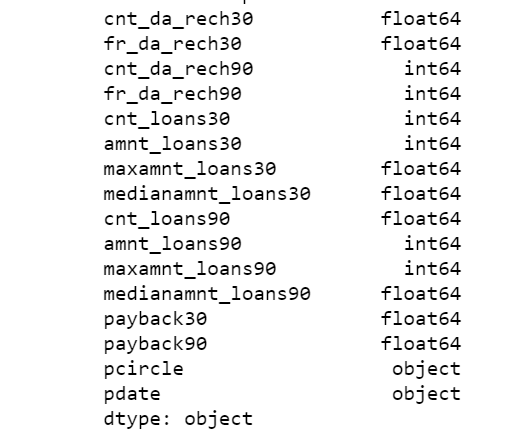 cnt_da_rech30 float64
fr_da_rech30 float64
cnt_da_rech90 int64
fr_da_rech90 int64
cnt_loans30 int64
amnt_loans30 int64
maxamnt_loans30 float64
medianamnt_loans30 float64
cnt_loans90 float64
amnt_loans90 int64
maxamnt_loans90 int64
medianamnt_loans90 float64
payback30 float64
payback90 float64
pcircle object
pdate object
dtype: object